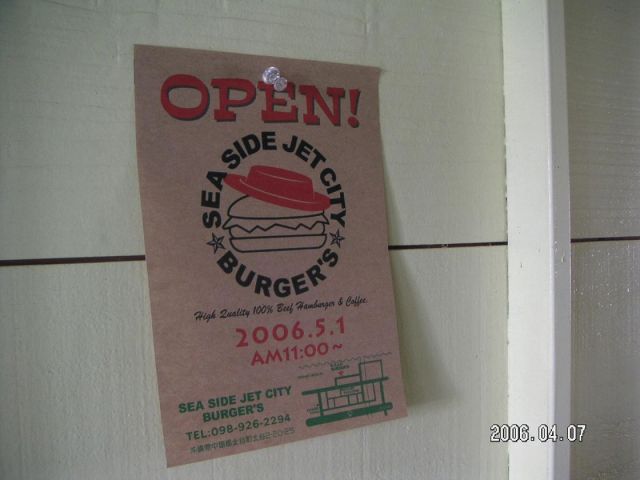 OPEN!
SEA SIDE JET CITY
BURGER'S
High Quality 100% Beef Hamburger & Coffee.
2006.5.1
AM11:00~
SEA SIDE JET CITY
BURGER'S
TEL:098-926-2294
2006.04.07